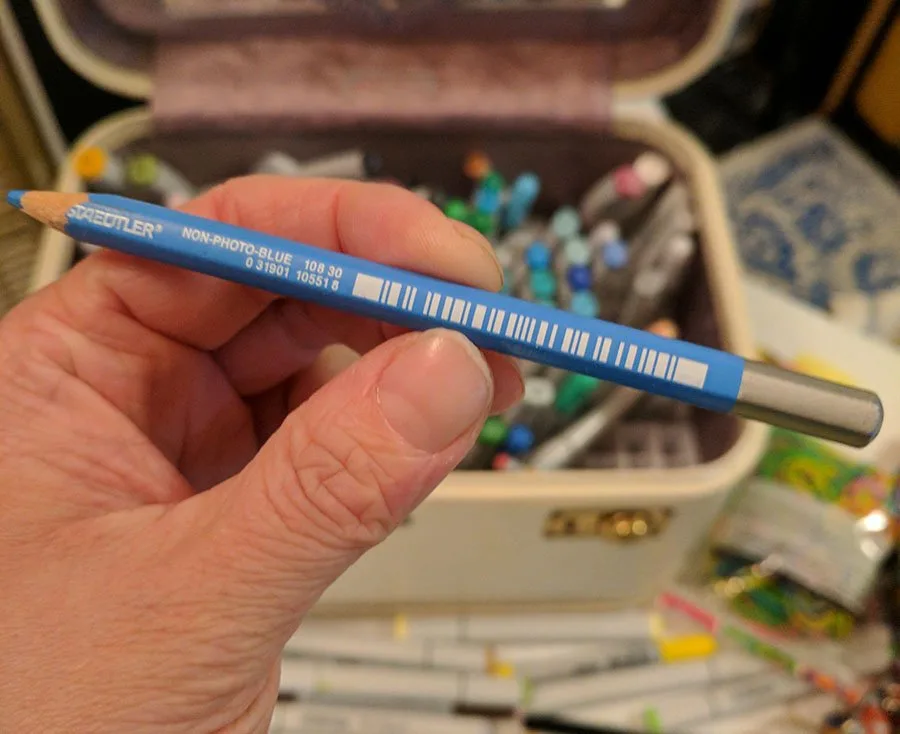 STAEDTLER®
NON-PHOTO-BLUE 108 30
0 31901 10551 8